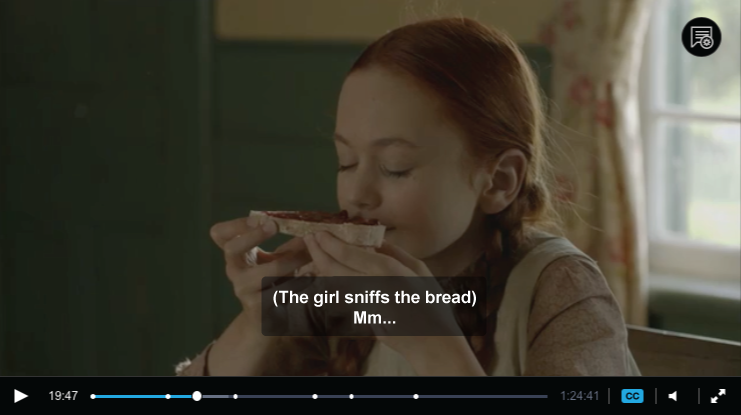 (The girl sniffs the bread)
Mm...
19:47
1:24:41
CC